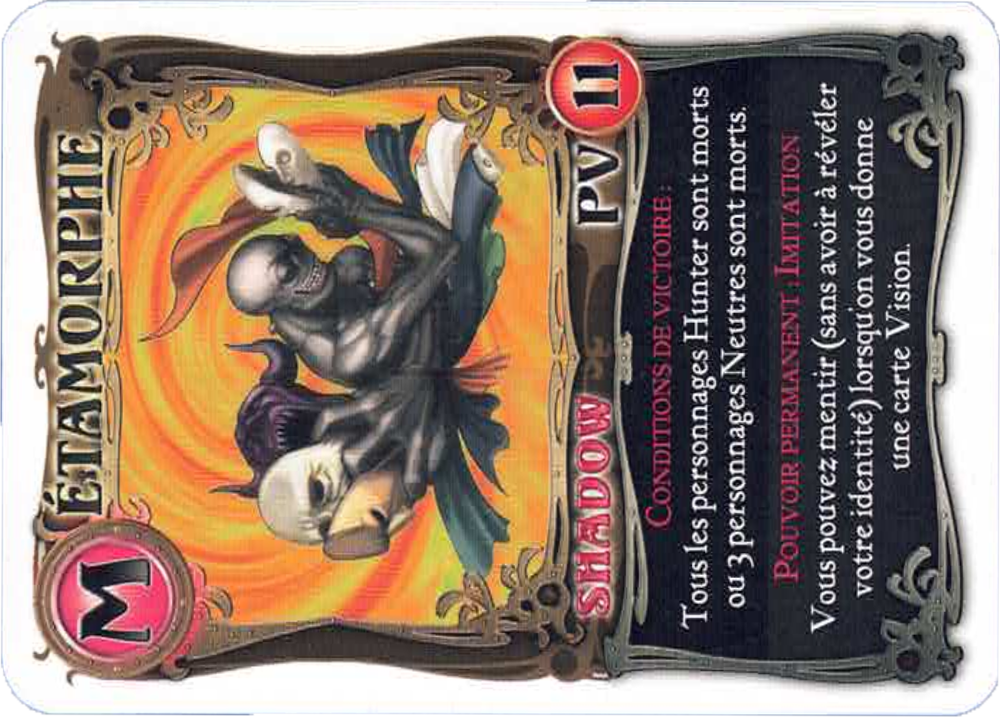 MÉTAMORPHE
SHADOW PV 11
CONDITIONS DE VICTOIRE :
Tous les personnages Hunter sont morts
ou 3 personnages Neutres sont morts.
POUVOIR PERMANENT : IMITATION
Vous pouvez mentir (sans avoir à révéler
votre identité) lorsqu'on vous donne
une carte Vision.